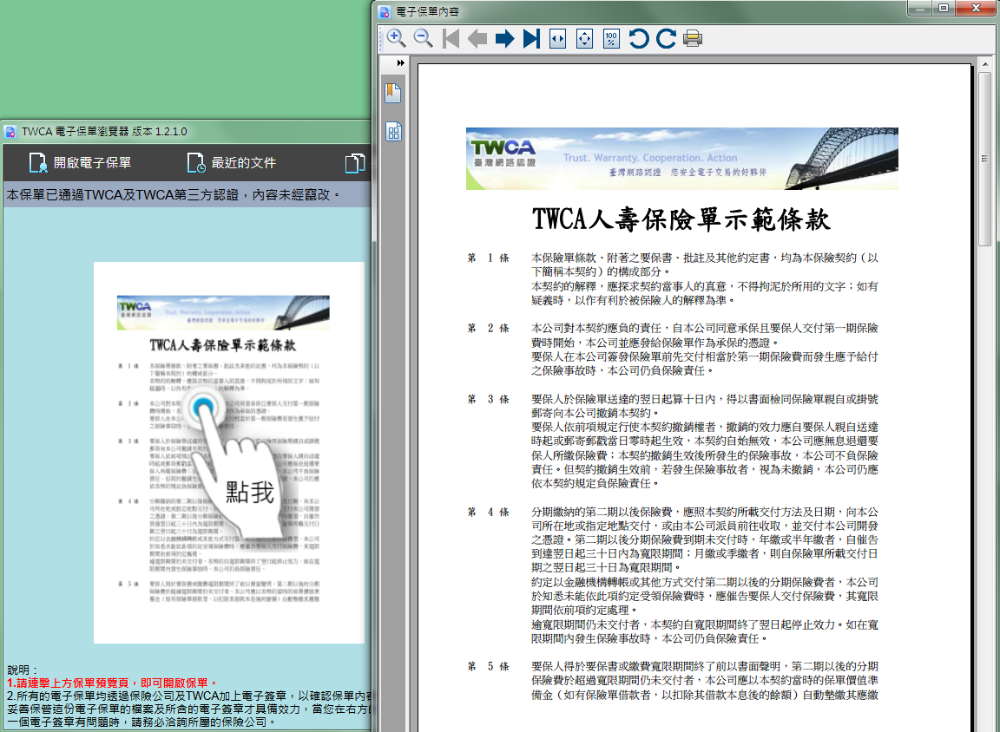 TWCA 電子保單瀏覽器 版本 1.2.1.0
開啟電子保單
最近的文件
本保單已通過TWCA及TWCA第三方認證，內容未經竄改。
TWCA
臺灣網路認證
Trust. Warranty. Cooperation. Action
TWCA人壽保險單示範條款
第 1 條
第 2 條
第 3 條
第 4 條
第 5 條
點我
說明：
1.請連擊上方保單預覽頁，即可開啟保單。
2.所有的電子保單均透過保險公司及TWCA加上電子簽章，以確認保單內容
妥善保管這份電子保單的檔案及所含的電子簽章才具備效力，當您在右方的
一個電子簽章有問題時，請務必洽詢所屬的保險公司。
電子保單內容
100
%
TWCA
臺灣網路認證
Trust. Warranty. Cooperation. Action
臺灣網路認證 您安全電子交易的好夥伴
TWCA人壽保險單示範條款
第 1 條 本保險單條款、附著之要保書、批註及其他約定書，均為本保險契約（以
下簡稱本契約）的構成部分。
本契約的解釋，應探求契約當事人的真意，不得拘泥於所用的文字；如有
疑義時，以作有利於被保險人的解釋為準。
第 2 條 本公司對本契約應負的責任，自本公司同意承保且要保人交付第一期保險
費時開始，本公司並應發給保險單作為承保的憑證。
要保人在本公司簽發保險單前先交付相當於第一期保險費而發生應予給付
之保險事故時，本公司仍負保險責任。
第 3 條 要保人於保險單送達的翌日起算十日內，得以書面檢同保險單親自或掛號
郵寄向本公司撤銷本契約。
要保人依前項規定行使本契約撤銷權者，撤銷的效力應自要保人親自送達
時起或郵寄郵戳當日零時起生效，本契約自始無效，本公司應無息退還要
保人所繳保險費；本契約撤銷生效後所發生的保險事故，本公司不負保險
責任。但契約撤銷生效前，若發生保險事故者，視為未撤銷，本公司仍應
依本契約規定負保險責任。
第 4 條 分期繳納的第二期以後保險費，應照本契約所載交付方法及日期，向本公
司所在地或指定地點交付，或由本公司派員前往收取，並交付本公司開發
之憑證。第二期以後分期保險費到期未交付時，年繳或半年繳者，自催告
到達翌日起三十日內為寬限期間；月繳或季繳者，則自保險單所載交付日
期之翌日起三十日為寬限期間。
約定以金融機構轉帳或其他方式交付第二期以後的分期保險費者，本公司
於知悉未能依此項約定受領保險費時，應催告要保人交付保險費，其寬限
期間依前項約定處理。
逾寬限期間仍未交付者，本契約自寬限期間終了翌日起停止效力。如在寬
限期間內發生保險事故時，本公司仍負保險責任。
第 5 條 要保人得於要保書或繳費寬限期間終了前以書面聲明，第二期以後的分期
保險費於超過寬限期間仍未交付者，本公司應以本契約當時的保單價值準
備金（如有保險單借款者，以扣除其借款本息後的餘額）自動墊繳其應繳